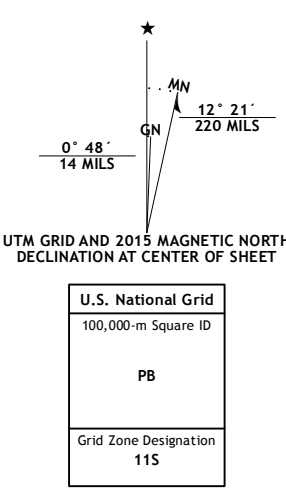 ★
MN
GN
12° 21´
220 MILS
0° 48´
14 MILS
UTM GRID AND 2015 MAGNETIC NORTH
DECLINATION AT CENTER OF SHEET
U.S. National Grid
100,000-m Square ID
PB
Grid Zone Designation
11S